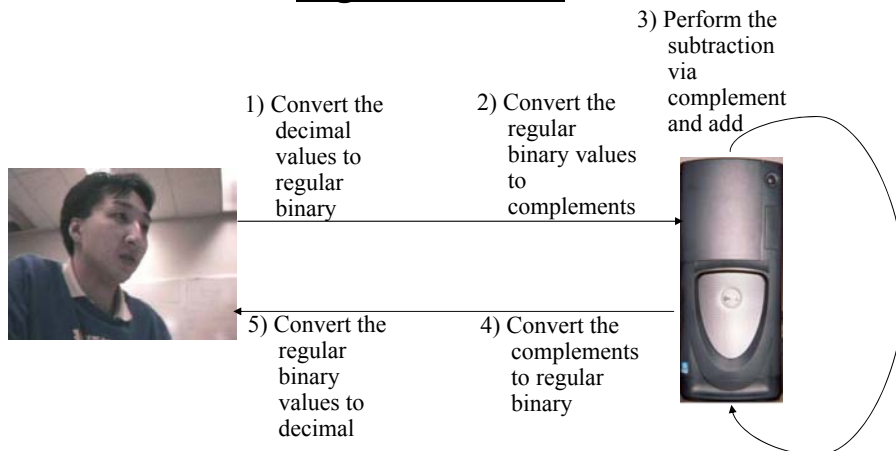 3) Perform the
subtraction
via
complement
and add
1) Convert the
decimal
values to
regular
binary
2) Convert the
regular
binary values
to
complements
5) Convert the
regular
binary
values to
decimal
4) Convert the
complements
to regular
binary